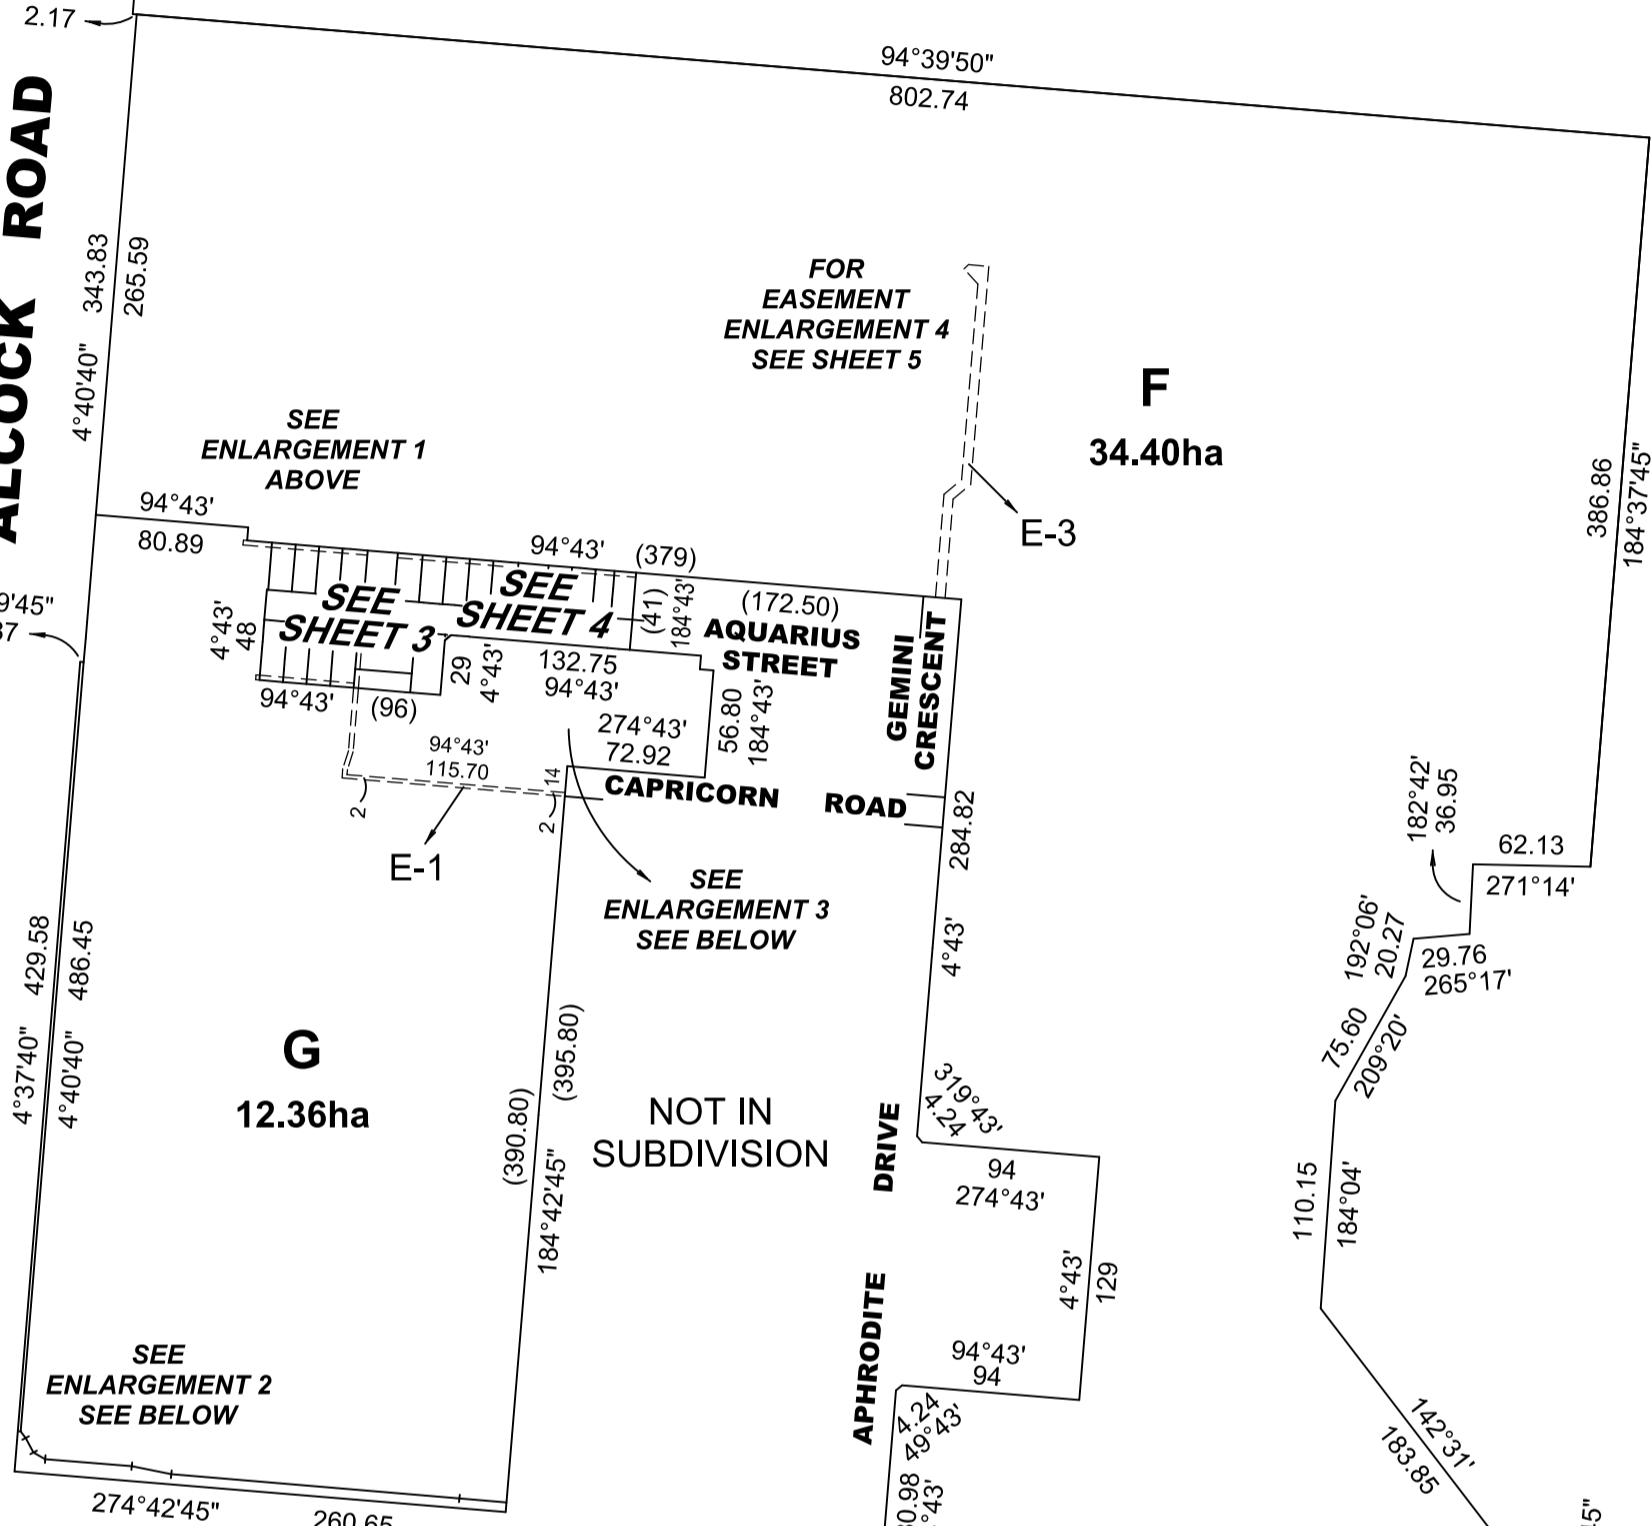 2.17
94°39'50"
802.74
ALCOCK ROAD
343.83
265.59
4°40'40"
FOR
EASEMENT
ENLARGEMENT 4
SEE SHEET 5
F
34.40ha
386.86
184°37'45"
E-3
SEE
ENLARGEMENT 1
ABOVE
94°43'
80.89
94°43'
(379)
(172.50)
(41)
184°43'
AQUARIUS
STREET
GEMINI
CRESCENT
SEE
SHEET 3
SEE
SHEET 4
4°43'
48
94°43'
(96)
29
4°43'
132.75
94°43'
274°43'
72.92
56.80
184°43'
94°43'
115.70
14
2
2
E-1
CAPRICORN ROAD
284.82
4°43'
SEE
ENLARGEMENT 3
SEE BELOW
182°42'
36.95
62.13
271°14'
192°06'
20.27
29.76
265°17'
75.60
209°20'
429.58
486.45
4°37'40"
4°40'40"
G
12.36ha
(395.80)
(390.80)
184°42'45"
NOT IN
SUBDIVISION
319°43'
4.24
94
274°43'
APHRODITE DRIVE
4°43'
129
94°43'
94
4.24
49°43'
110.15
184°04'
142°31'
183.85
SEE
ENLARGEMENT 2
SEE BELOW
274°42'45"
260.65